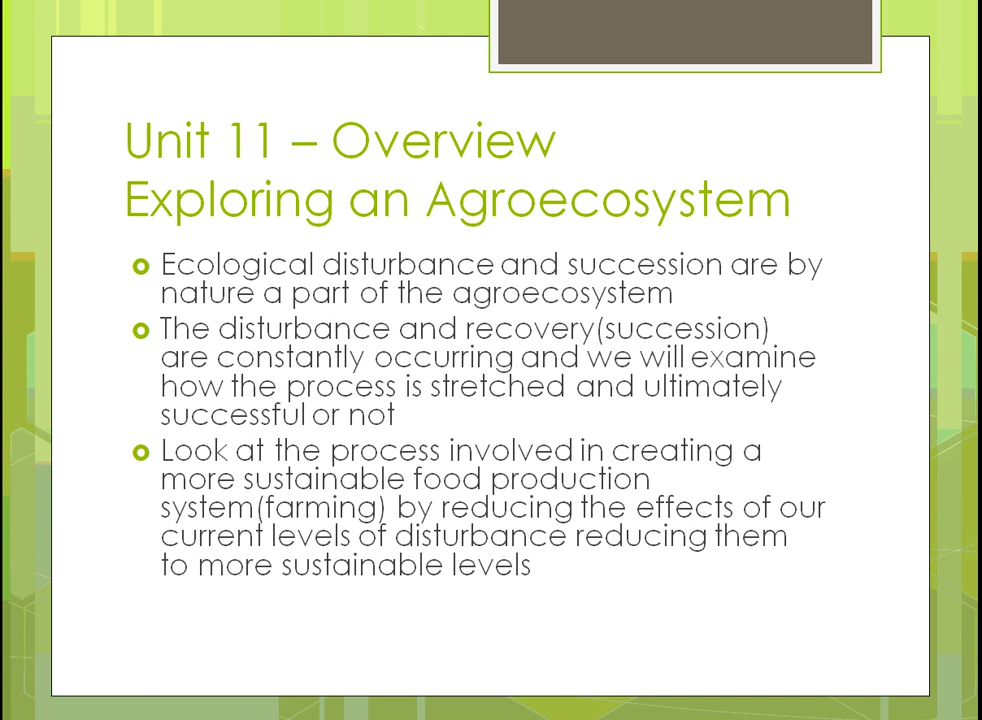 Unit 11 – Overview
Exploring an Agroecosystem
Ecological disturbance and succession are by
nature a part of the agroecosystem
The disturbance and recovery(succession)
are constantly occurring and we will examine
how the process is stretched and ultimately
successful or not
Look at the process involved in creating a
more sustainable food production
system(farming) by reducing the effects of our
current levels of disturbance reducing them
to more sustainable levels